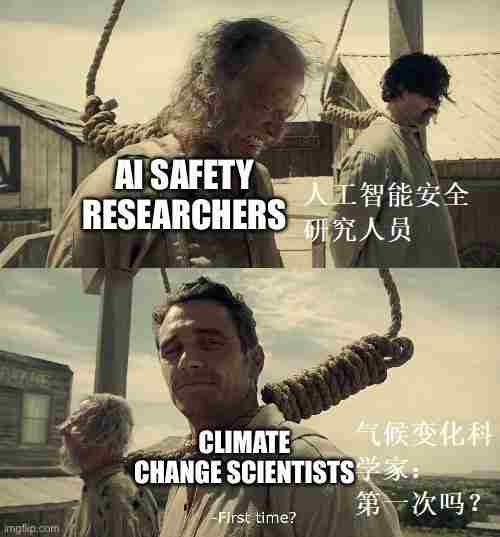 AI SAFETY
RESEARCHERS
人工智能安全
研究人员
CLIMATE
CHANGE SCIENTISTS
气候变化科
学家：
第一次吗？
-First time?
imgflip.com